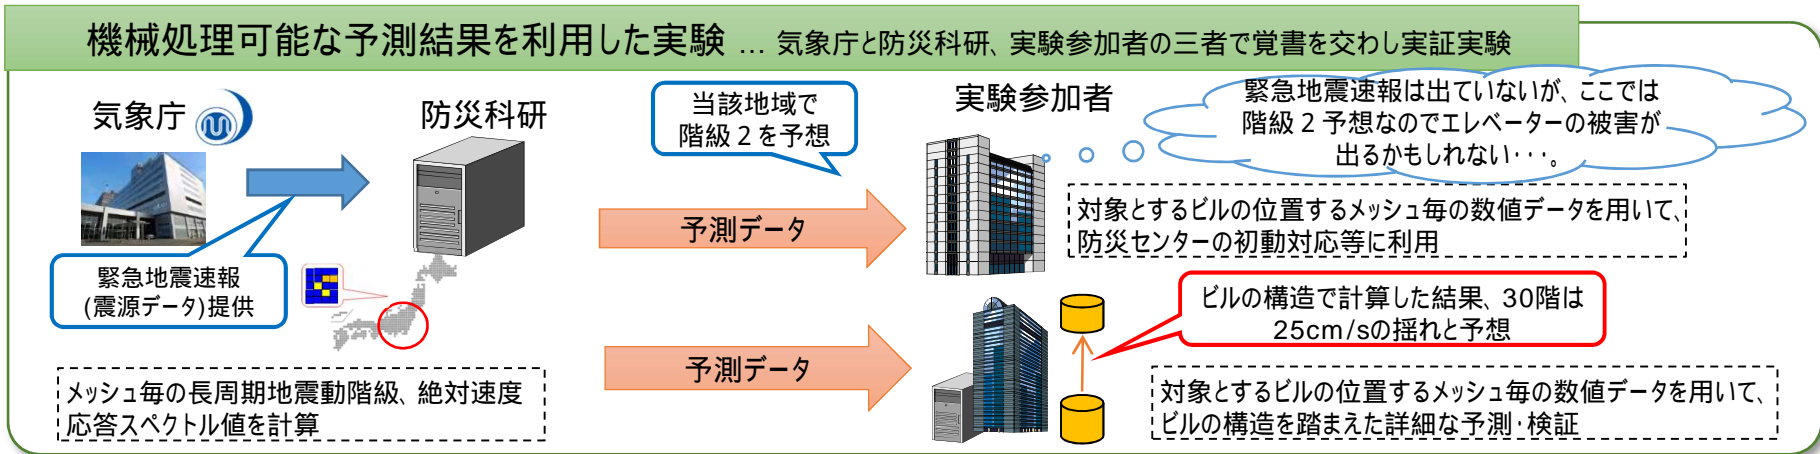 機械処理可能な予測結果を利用した実験 … 気象庁と防災科研、実験参加者の三者で覚書を交わし実証実験
気象庁
防災科研
当該地域で
階級２を予想
実験参加者
緊急地震速報は出ていないが、ここでは
階級２予想なのでエレベーターの被害が
出るかもしれない・・・。
予測データ
対象とするビルの位置するメッシュ毎の数値データを用いて、
防災センターの初動対応等に利用
緊急地震速報
(震源データ)提供
ビルの構造で計算した結果、30階は
25cm/sの揺れと予想
予測データ
メッシュ毎の長周期地震動階級、絶対速度
応答スペクトル値を計算
対象とするビルの位置するメッシュ毎の数値データを用いて、
ビルの構造を踏まえた詳細な予測・検証